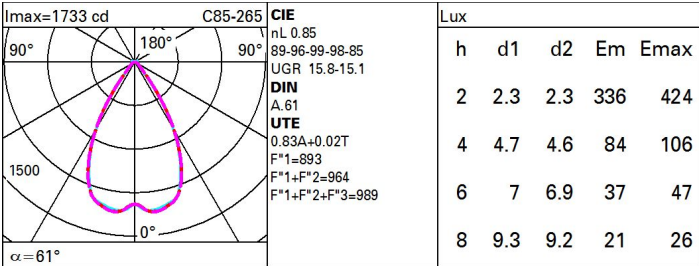 Imax=1733 cd C85-265
90° 180° 90°
1500
0°
α=61°
CIE
nL 0.85
89-96-99-98-85
UGR 15.8-15.1
DIN
A.61
UTE
0.83A+0.02T
F"1=893
F"1+F"2=964
F"1+F"2+F"3=989
Lux
h d1 d2 Em Emax
2 2.3 2.3 336 424
4 4.7 4.6 84 106
6 7 6.9 37 47
8 9.3 9.2 21 26